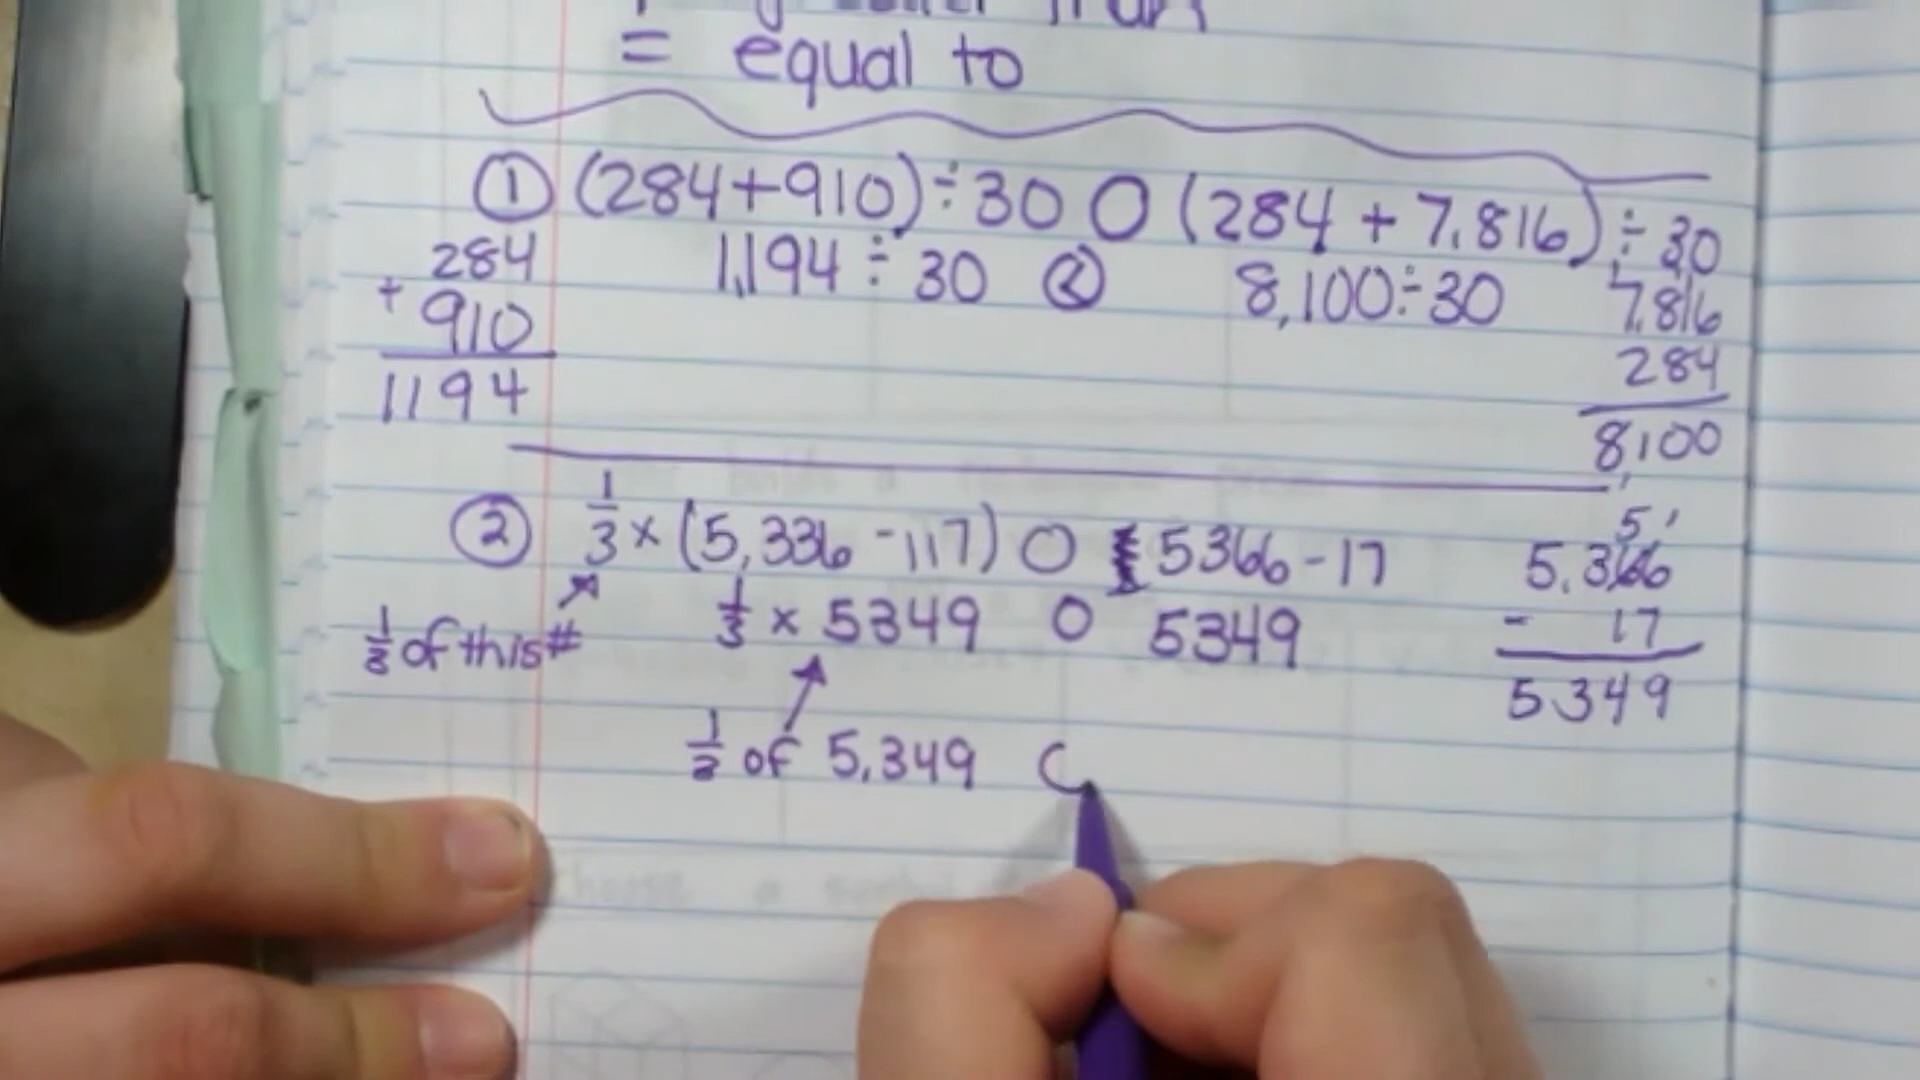 = equal to
① (284+910)÷30 ○ (284 + 7,816) ÷ 30
1,194 ÷ 30 < 8,100÷30
284
+ 910
1194
7,816
284
8,100
② 1/3 × (5,336 - 117) ○ 5366-17
1/3 of this #
1/3 × 5349 ○ 5349
5 1
5,366
- 17
5349
1/3 of 5,349